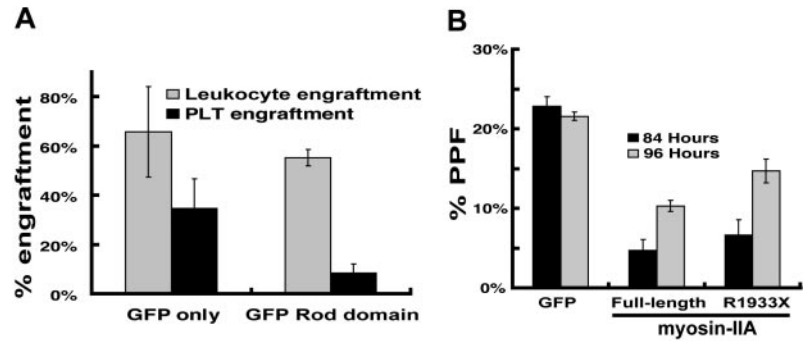 A
% engraftment
80%
60%
40%
20%
0%
Leukocyte engraftment
PLT engraftment
GFP only
GFP Rod domain
B
% PPF
30%
20%
10%
0%
84 Hours
96 Hours
GFP
Full-length
R1933X
myosin-IIA